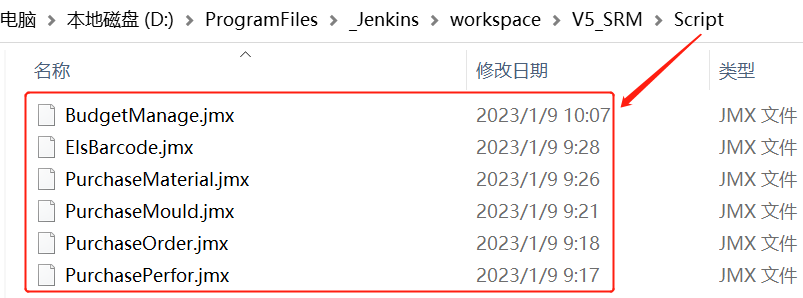 电脑 > 本地磁盘 (D:) > ProgramFiles > _Jenkins > workspace > V5_SRM > Script
名称 修改日期 类型
BudgetManage.jmx 2023/1/9 10:07 JMX 文件
ElsBarcode.jmx 2023/1/9 9:28 JMX 文件
PurchaseMaterial.jmx 2023/1/9 9:26 JMX 文件
PurchaseMould.jmx 2023/1/9 9:21 JMX 文件
PurchaseOrder.jmx 2023/1/9 9:18 JMX 文件
PurchasePerfor.jmx 2023/1/9 9:17 JMX 文件